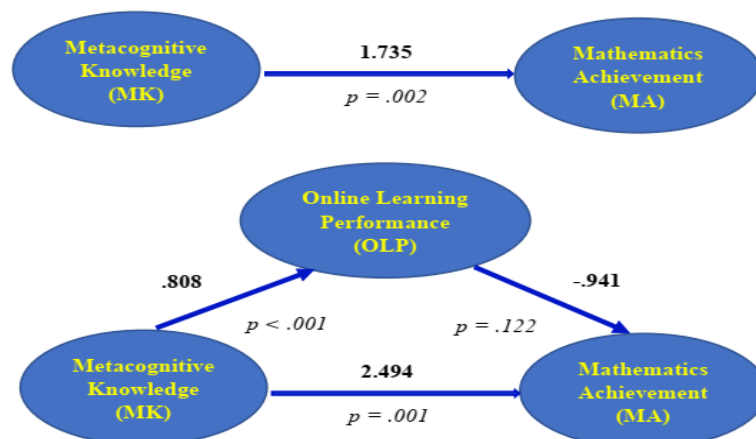 Metacognitive
Knowledge
(MK)
1.735
p = .002
Mathematics
Achievement
(MA)
Online Learning
Performance
(OLP)
.808
p < .001
-.941
p = .122
Metacognitive
Knowledge
(MK)
2.494
p = .001
Mathematics
Achievement
(MA)